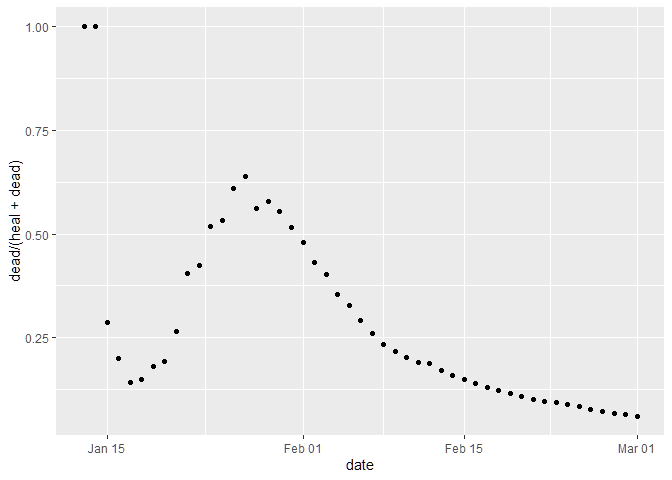 1.00
0.75
0.50
0.25
dead/(heal + dead)
Jan 15
Feb 01
Feb 15
Mar 01
date